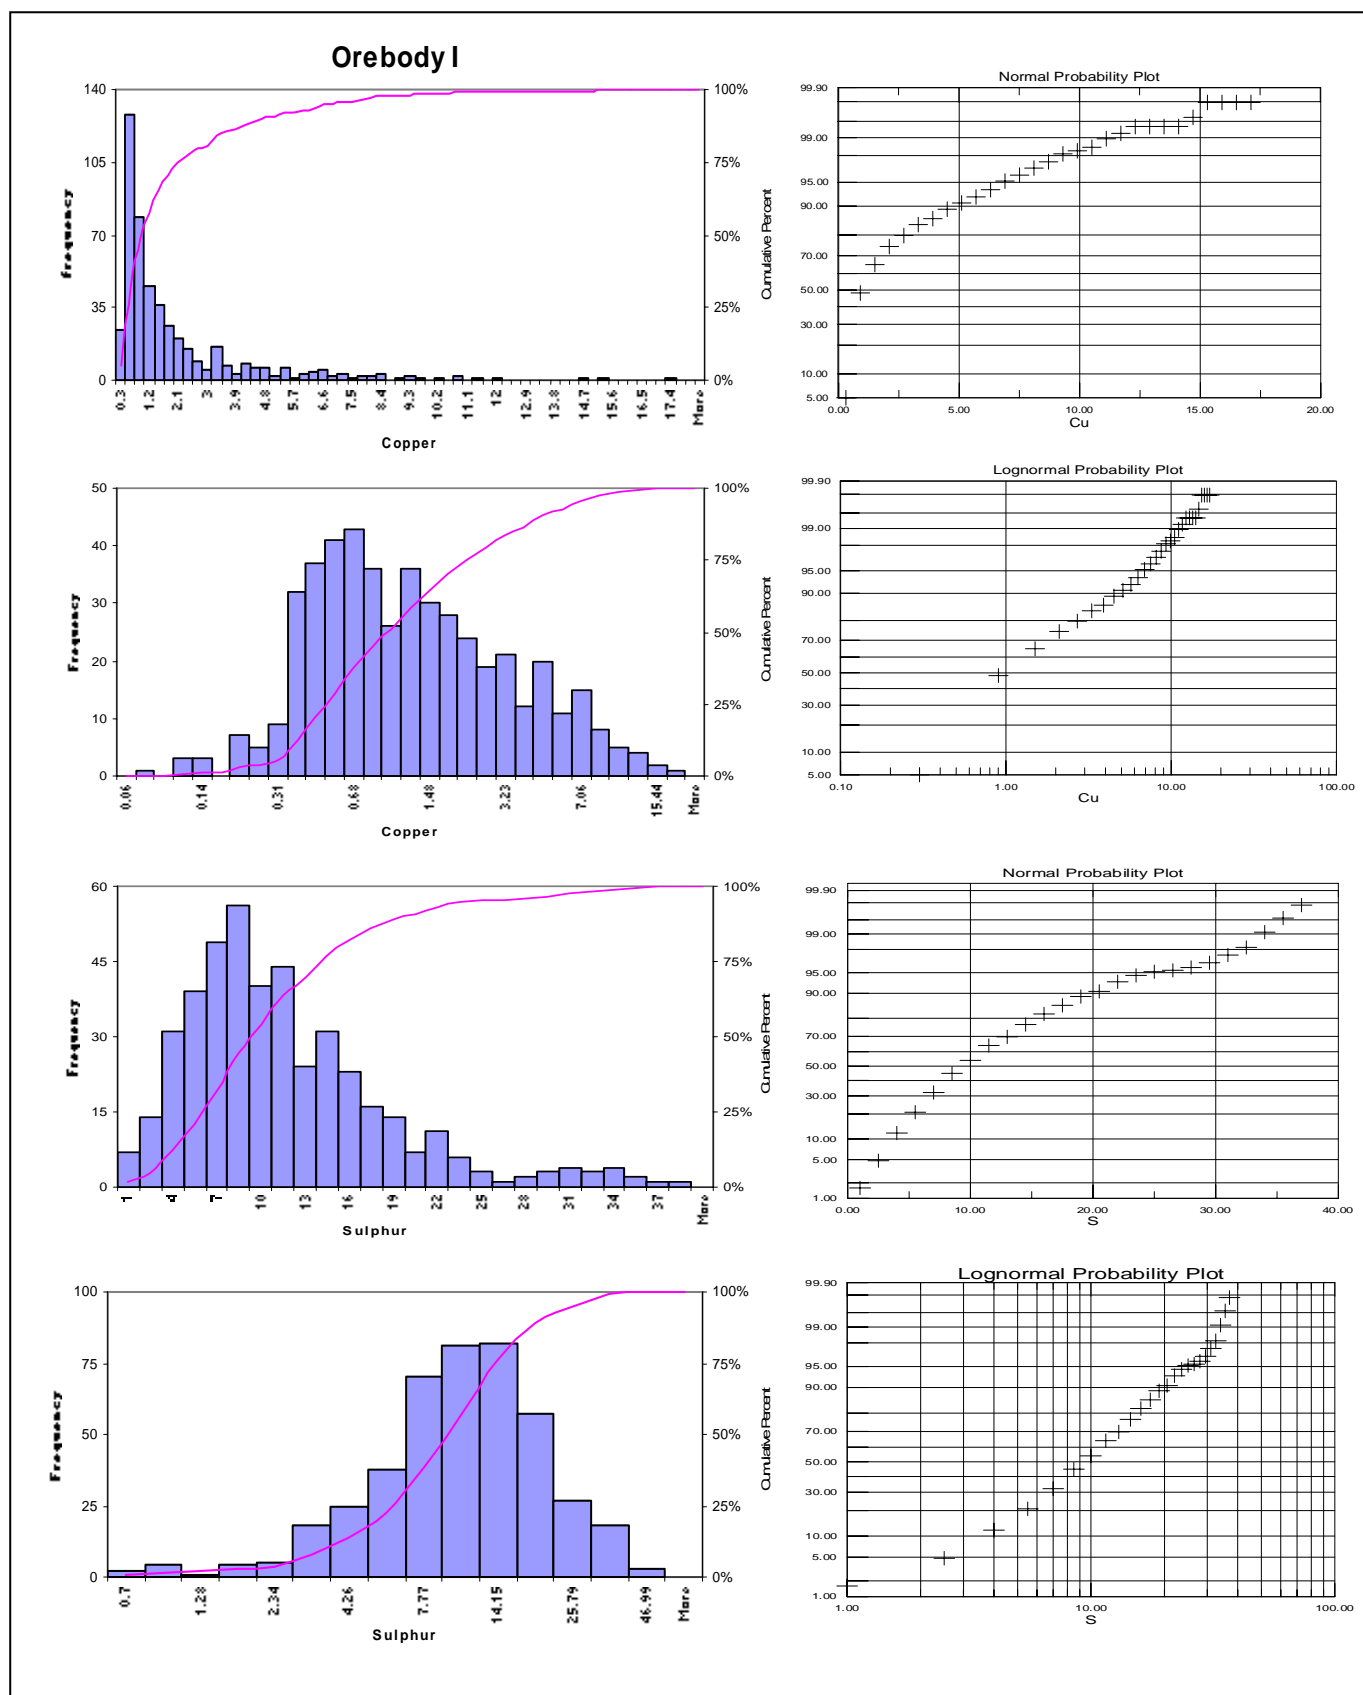 Orebody I
Normal Probability Plot
140
105
70
35
0
Frequency
100%
75%
50%
25%
0%
0.3 1.2 2.1 3 3.9 4.8 5.7 6.6 7.5 8.4 9.3 10.2 11.1 12 12.9 13.8 14.7 15.6 16.5 17.4 More
Copper
99.90
99.00
95.00
90.00
70.00
50.00
30.00
10.00
5.00
Cumulative Percent
0.00 5.00 10.00 15.00 20.00
Cu
50
40
30
20
10
0
Frequency
100%
75%
50%
25%
0%
0.06 0.14 0.31 0.68 1.48 3.23 7.06 15.44 More
Copper
Lognormal Probability Plot
99.90
99.00
95.00
90.00
70.00
50.00
30.00
10.00
5.00
Cumulative Percent
0.10 1.00 10.00 100.00
Cu
60
45
30
15
0
Frequency
100%
75%
50%
25%
0%
1 4 7 10 13 16 19 22 25 28 31 34 37 More
Sulphur
Normal Probability Plot
99.90
99.00
95.00
90.00
70.00
50.00
30.00
10.00
5.00
1.00
Cumulative Percent
0.00 10.00 20.00 30.00 40.00
S
100
75
50
25
0
Frequency
100%
75%
50%
25%
0%
0.7 1.28 2.34 4.26 7.77 14.15 25.79 46.99 More
Sulphur
Lognormal Probability Plot
99.90
99.00
95.00
90.00
70.00
50.00
30.00
10.00
5.00
1.00
Cumulative Percent
1.00 10.00 100.00
S